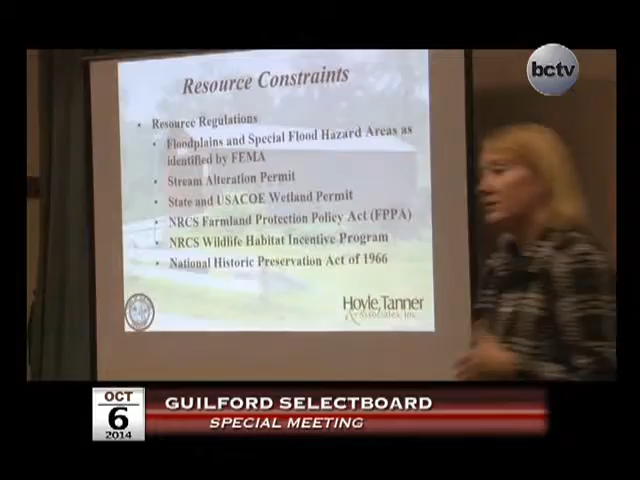 bctv
Resource Constraints
• Resource Regulations
• Floodplains and Special Flood Hazard Areas as
identified by FEMA
• Stream Alteration Permit
• State and USACOE Wetland Permit
• NRCS Farmland Protection Policy Act (FPPA)
• NRCS Wildlife Habitat Incentive Program
• National Historic Preservation Act of 1966
Hoyle, Tanner
& Associates, Inc.
OCT
6
2014
GUILFORD SELECTBOARD
SPECIAL MEETING